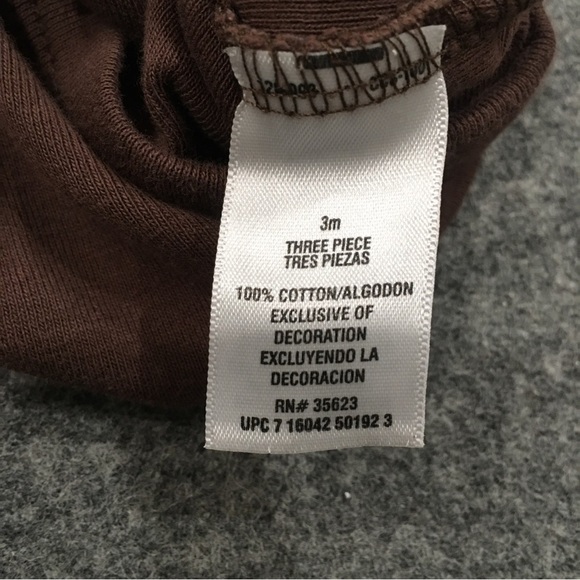 3m
THREE PIECE
TRES PIEZAS
100% COTTON/ALGODON
EXCLUSIVE OF
DECORATION
EXCLUYENDO LA
DECORACION
RN# 35623
UPC 7 16042 50192 3